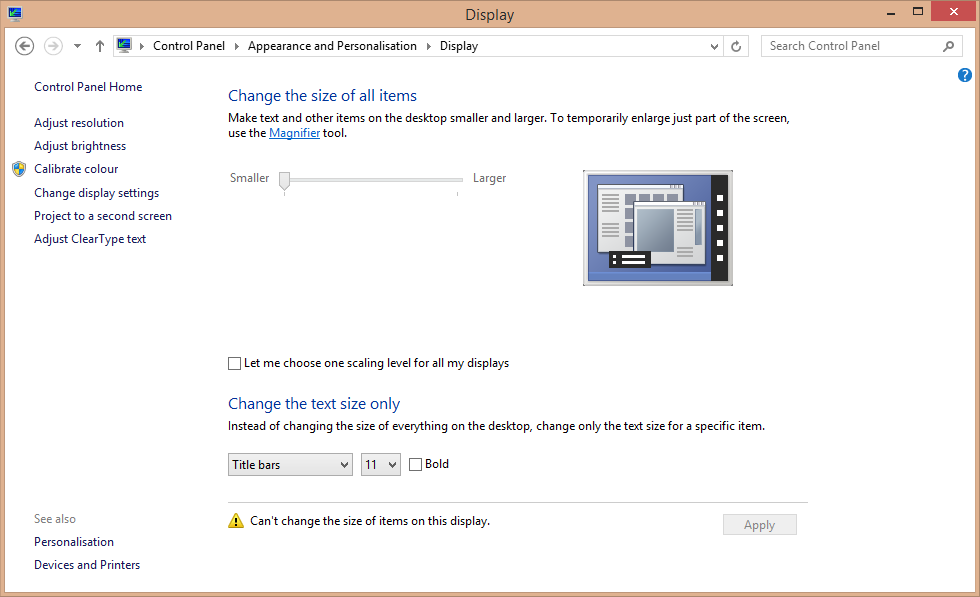 Display
Control Panel Appearance and Personalisation Display
Search Control Panel
Control Panel Home
Adjust resolution
Adjust brightness
Calibrate colour
Change display settings
Project to a second screen
Adjust ClearType text
Change the size of all items
Make text and other items on the desktop smaller and larger. To temporarily enlarge just part of the screen,
use the Magnifier tool.
Smaller Larger
Let me choose one scaling level for all my displays
Change the text size only
Instead of changing the size of everything on the desktop, change only the text size for a specific item.
Title bars 11 Bold
Can't change the size of items on this display.
Apply
See also
Personalisation
Devices and Printers